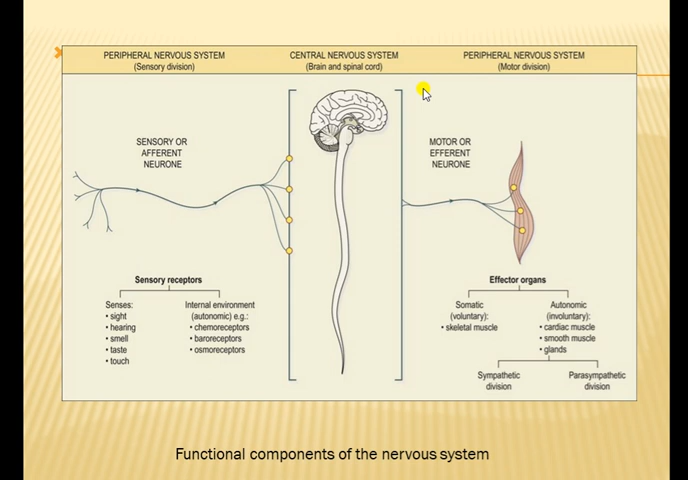 PERIPHERAL NERVOUS SYSTEM
(Sensory division)
CENTRAL NERVOUS SYSTEM
(Brain and spinal cord)
PERIPHERAL NERVOUS SYSTEM
(Motor division)
SENSORY OR
AFFERENT
NEURONE
MOTOR OR
EFFERENT
NEURONE
Sensory receptors
Senses:
• sight
• hearing
• smell
• taste
• touch
Internal environment
(autonomic) e.g.:
• chemoreceptors
• baroreceptors
• osmoreceptors
Effector organs
Somatic
(voluntary):
• skeletal muscle
Autonomic
(involuntary):
• cardiac muscle
• smooth muscle
• glands
Sympathetic
division
Parasympathetic
division
Functional components of the nervous system